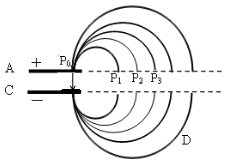 A + P₀
P₁ P₂ P₃
C −
D